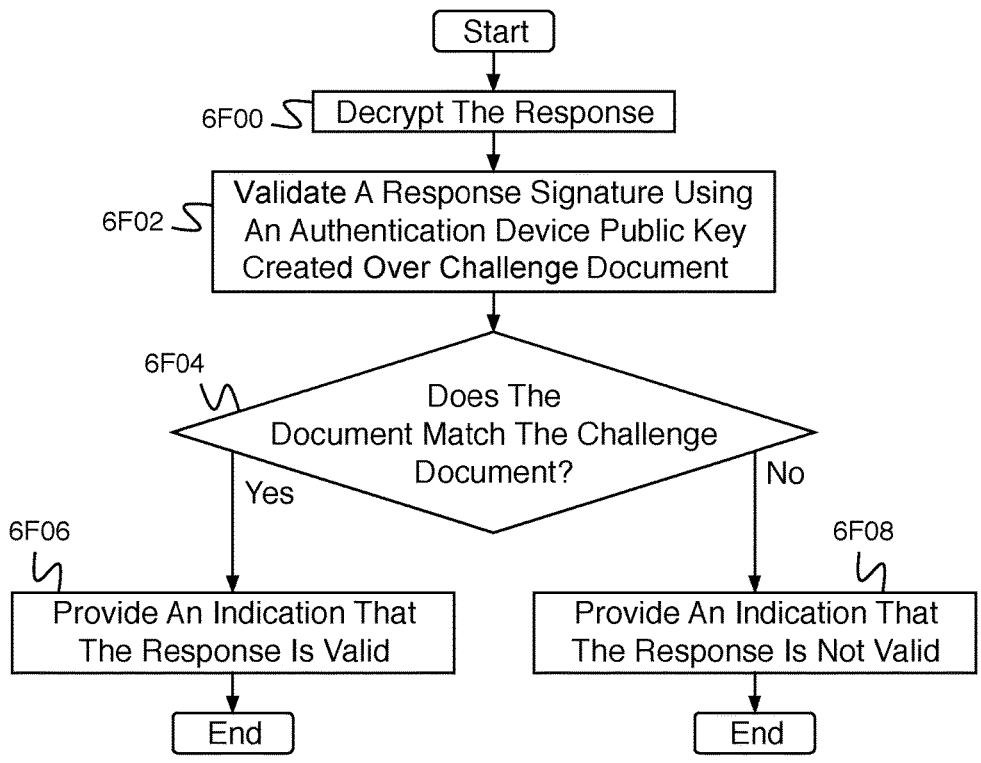 Start
6F00
Decrypt The Response
6F02
Validate A Response Signature Using
An Authentication Device Public Key
Created Over Challenge Document
6F04
Does The
Document Match The Challenge
Document?
Yes
No
6F06
6F08
Provide An Indication That
The Response Is Valid
Provide An Indication That
The Response Is Not Valid
End
End